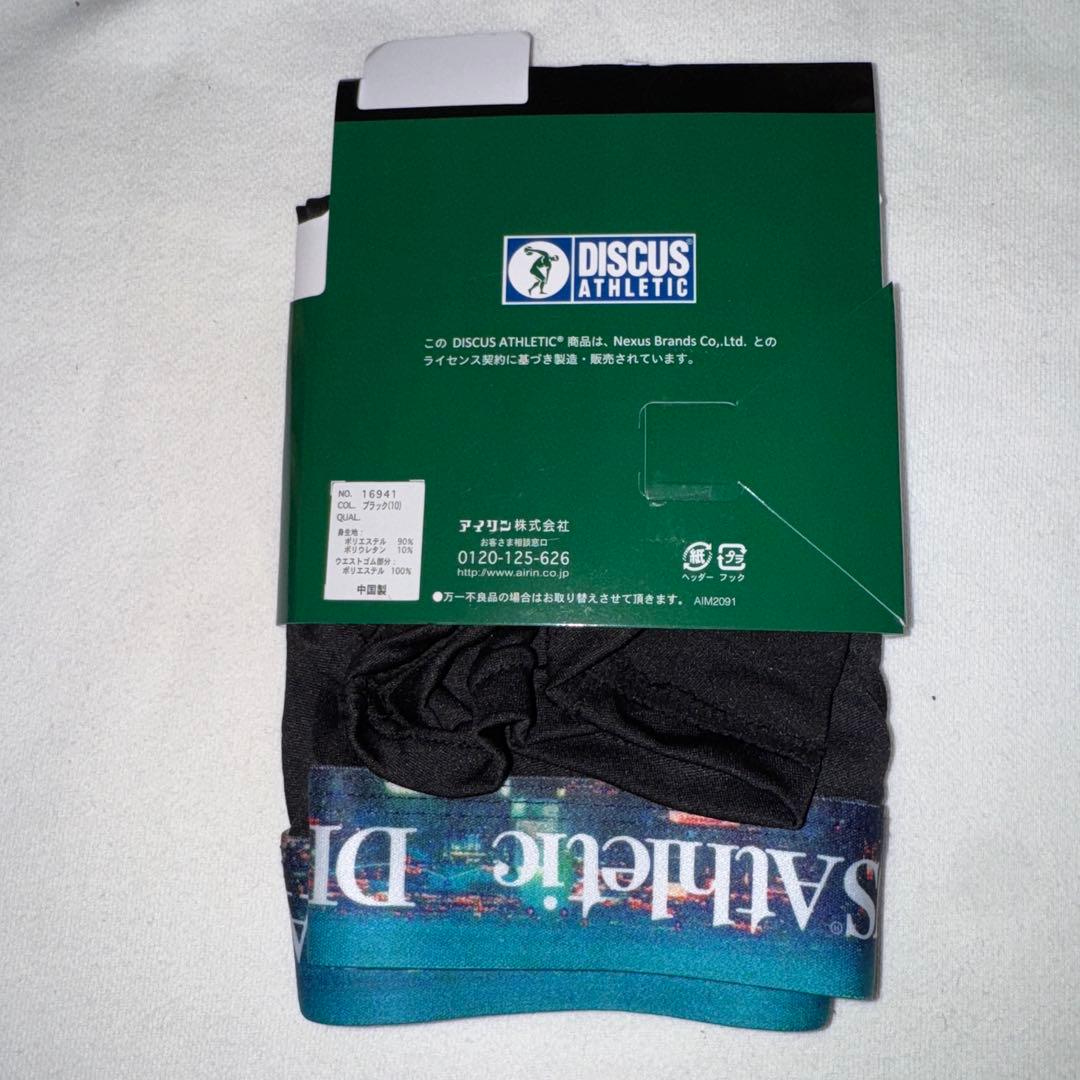 DISCUS®
ATHLETIC
この DISCUS ATHLETIC® 商品は、Nexus Brands Co,.Ltd. との
ライセンス契約に基づき製造・販売されています。
NO. 16941
COL. ブラック(10)
QUAL.
身生地:
ポリエステル 90%
ポリウレタン 10%
ウエストゴム部分:
ポリエステル 100%
中国製
アイリン株式会社
お客さま相談窓口
0120-125-626
http://www.airin.co.jp
紙 プラ
ヘッダー フック
●万一不良品の場合はお取り替えさせて頂きます。 AIM2091
S®Athletic DI
A